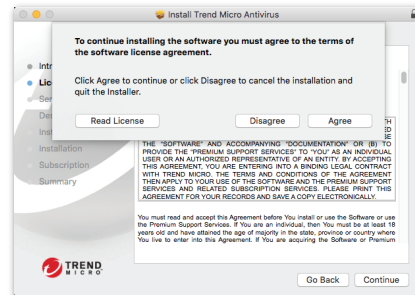 Install Trend Micro Antivirus
To continue installing the software you must agree to the terms of
the software license agreement.
Click Agree to continue or click Disagree to cancel the installation and
quit the Installer.
Read License
Disagree
Agree
Intr
Lic
Ser
Des
Inst
Installation
Subscription
Summary
TH
ED
SE
THE "SOFTWARE" AND ACCOMPANYING "DOCUMENTATION" OR (B) TO
PROVIDE THE "PREMIUM SUPPORT SERVICES" TO "YOU" AS AN INDIVIDUAL
USER OR AN AUTHORIZED REPRESENTATIVE OF AN ENTITY. BY ACCEPTING
THIS AGREEMENT, YOU ARE ENTERING INTO A BINDING LEGAL CONTRACT
WITH TREND MICRO. THE TERMS AND CONDITIONS OF THE AGREEMENT
THEN APPLY TO YOUR USE OF THE SOFTWARE AND THE PREMIUM SUPPORT
SERVICES AND RELATED SUBSCRIPTION SERVICES. PLEASE PRINT THIS
AGREEMENT FOR YOUR RECORDS AND SAVE A COPY ELECTRONICALLY.
You must read and accept this Agreement before You install or use the Software or use
the Premium Support Services. If You are an individual, then You must be at least 18
years old and have attained the age of majority in the state, province or country where
You live to enter into this Agreement. If You are acquiring the Software or Premium
TREND
MICRO
Go Back
Continue